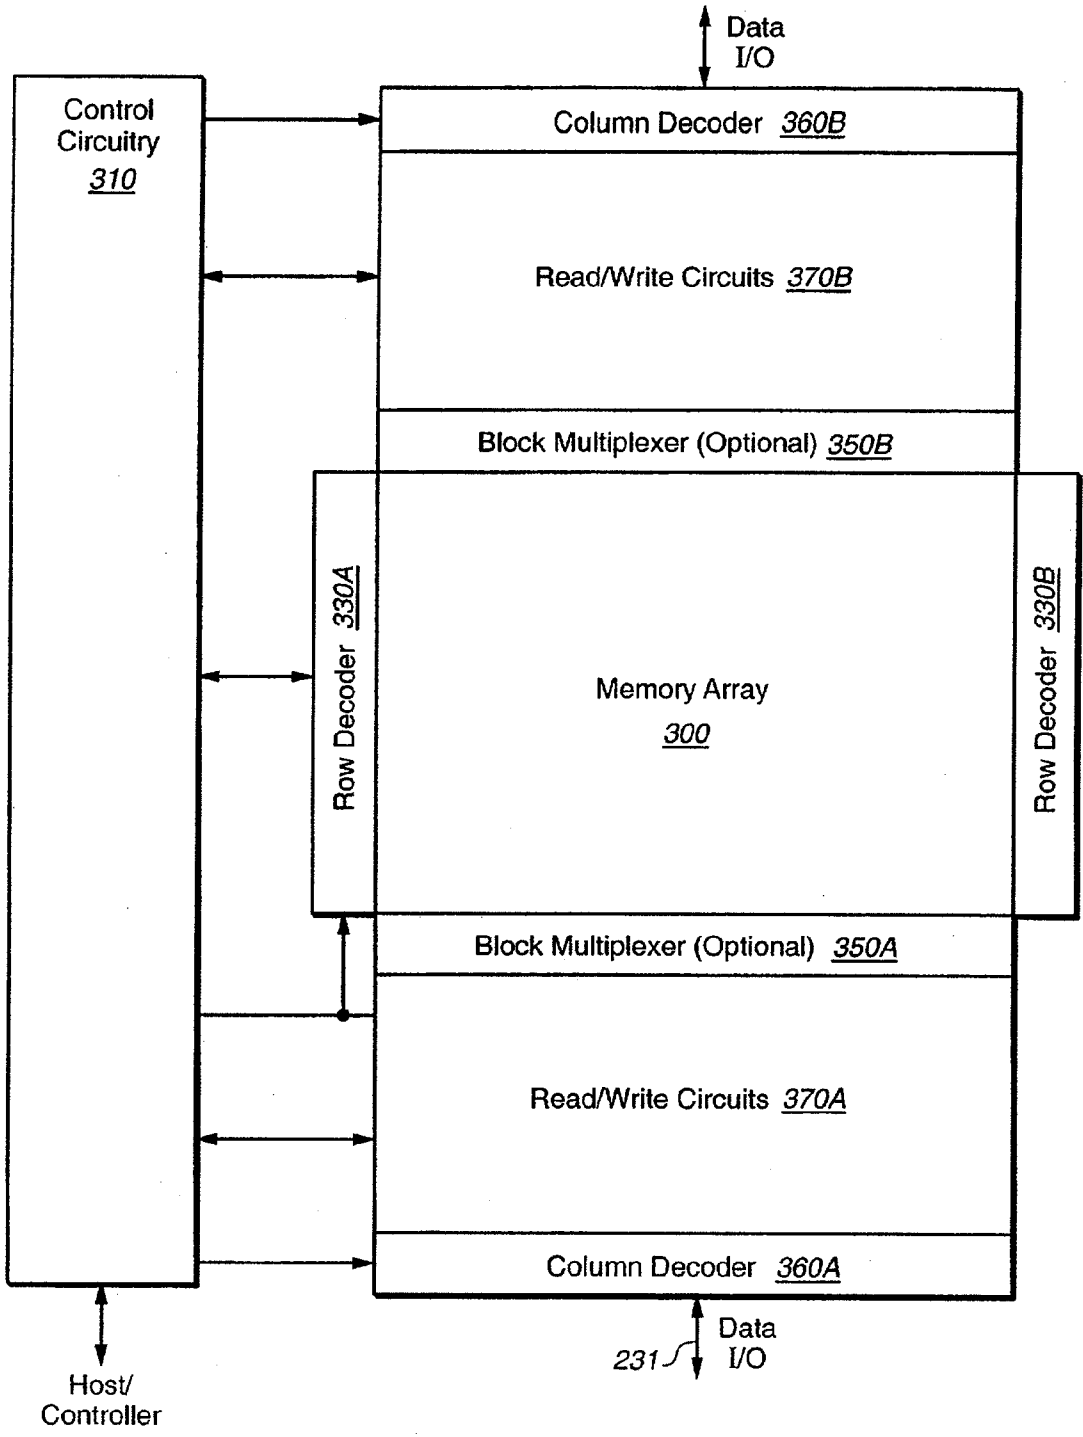 Data
I/O
Control
Circuitry
310
Column Decoder 360B
Read/Write Circuits 370B
Block Multiplexer (Optional) 350B
Row Decoder 330A
Memory Array
300
Row Decoder 330B
Block Multiplexer (Optional) 350A
Read/Write Circuits 370A
Column Decoder 360A
231
Data
I/O
Host/
Controller